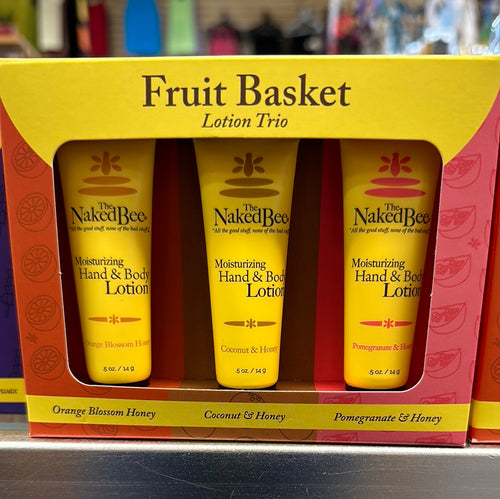 Fruit Basket
Lotion Trio
The
NakedBee®
"All the good stuff, none of the bad stuff."
Moisturizing
Hand & Body
Lotion
Orange Blossom Honey
.5 oz. / 14 g
The
NakedBee®
"All the good stuff, none of the bad stuff."
Moisturizing
Hand & Body
Lotion
Coconut & Honey
.5 oz. / 14 g
The
NakedBee
"All the good stuff, none of the bad stuff."
Moisturizing
Hand & Body
Lotion
Pomegranate & Honey
.5 oz. / 14 g
Orange Blossom Honey
Coconut & Honey
Pomegranate & Honey